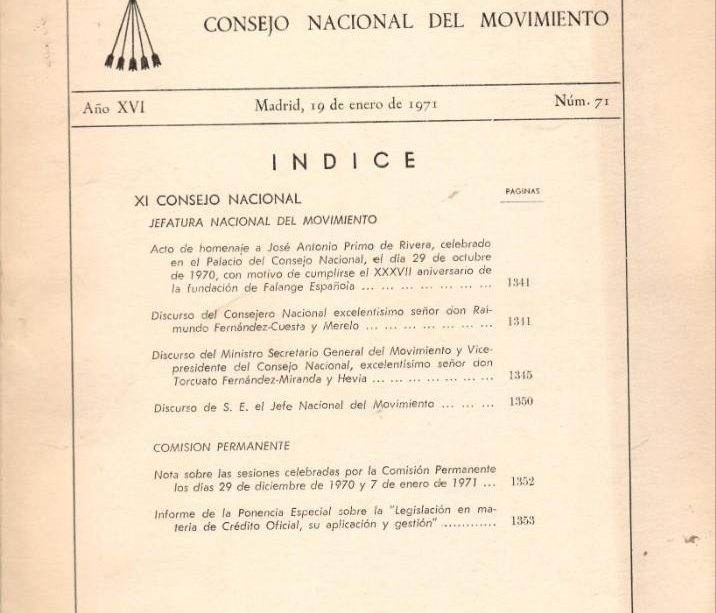 CONSEJO NACIONAL DEL MOVIMIENTO
Año XVI Madrid, 19 de enero de 1971 Núm. 71
INDICE
PAGINAS
XI CONSEJO NACIONAL
JEFATURA NACIONAL DEL MOVIMIENTO
Acto de homenaje a José Antonio Primo de Rivera, celebrado
en el Palacio del Consejo Nacional, el día 29 de octubre
de 1970, con motivo de cumplirse el XXXVII aniversario de
la fundación de Falange Española ... ... ... ... ... ... ... ... 1341
Discurso del Consejero Nacional excelentísimo señor don Rai-
mundo Fernández-Cuesta y Merelo ... ... ... ... ... ... ... ... 1341
Discurso del Ministro Secretario General del Movimiento y Vice-
presidente del Consejo Nacional, excelentísimo señor don
Torcuato Fernández-Miranda y Hevia ... ... ... ... ... ... ... 1345
Discurso de S. E. el Jefe Nacional del Movimiento ... ... ... 1350
COMISION PERMANENTE
Nota sobre las sesiones celebradas por la Comisión Permanente
los días 29 de diciembre de 1970 y 7 de enero de 1971 ... 1352
Informe de la Ponencia Especial sobre la "Legislación en ma-
teria de Crédito Oficial, su aplicación y gestión" ............ 1353